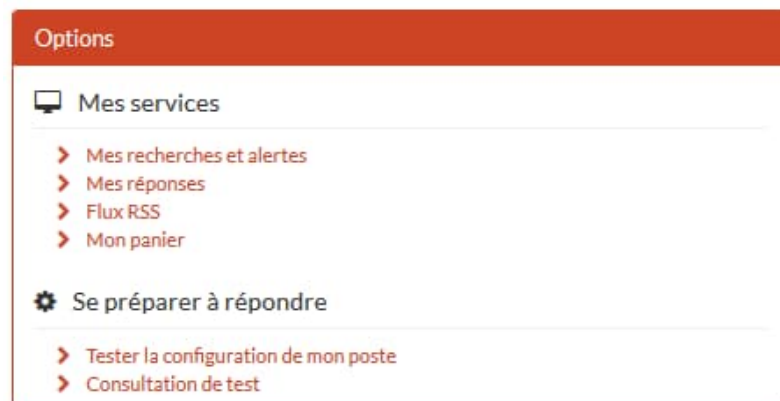 Options
Mes services
Mes recherches et alertes
Mes réponses
Flux RSS
Mon panier
Se préparer à répondre
Tester la configuration de mon poste
Consultation de test